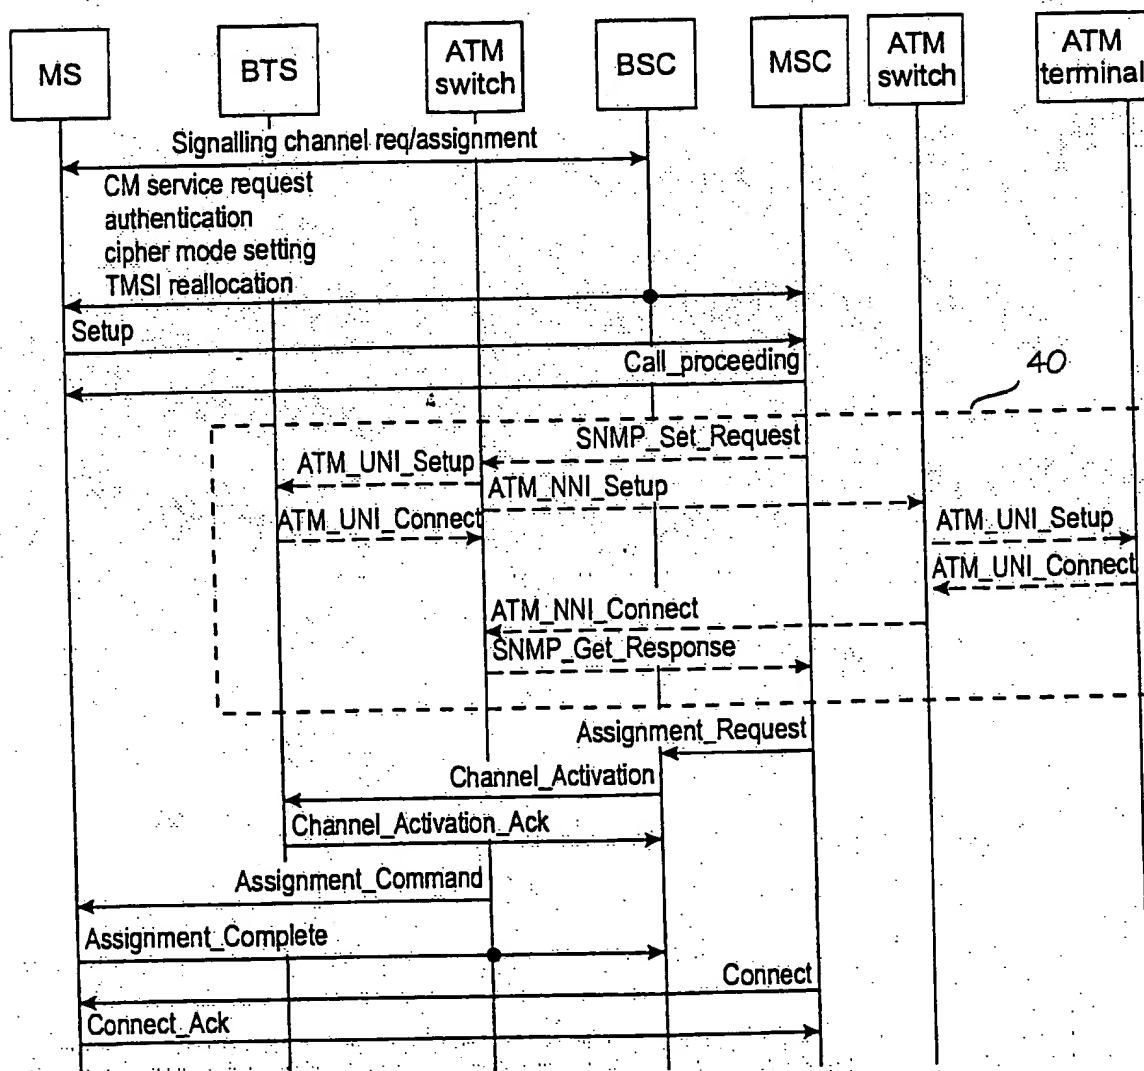 MS
BTS
ATM
switch
BSC
MSC
ATM
switch
ATM
terminal
Signalling channel req/assignment
CM service request
authentication
cipher mode setting
TMSI reallocation
Setup
Call_proceeding
40
SNMP_Set_Request
ATM_UNI_Setup
ATM_NNI_Setup
ATM_UNI_Connect
ATM_UNI_Setup
ATM_UNI_Connect
ATM_NNI_Connect
SNMP_Get_Response
Assignment_Request
Channel_Activation
Channel_Activation_Ack
Assignment_Command
Assignment_Complete
Connect
Connect_Ack